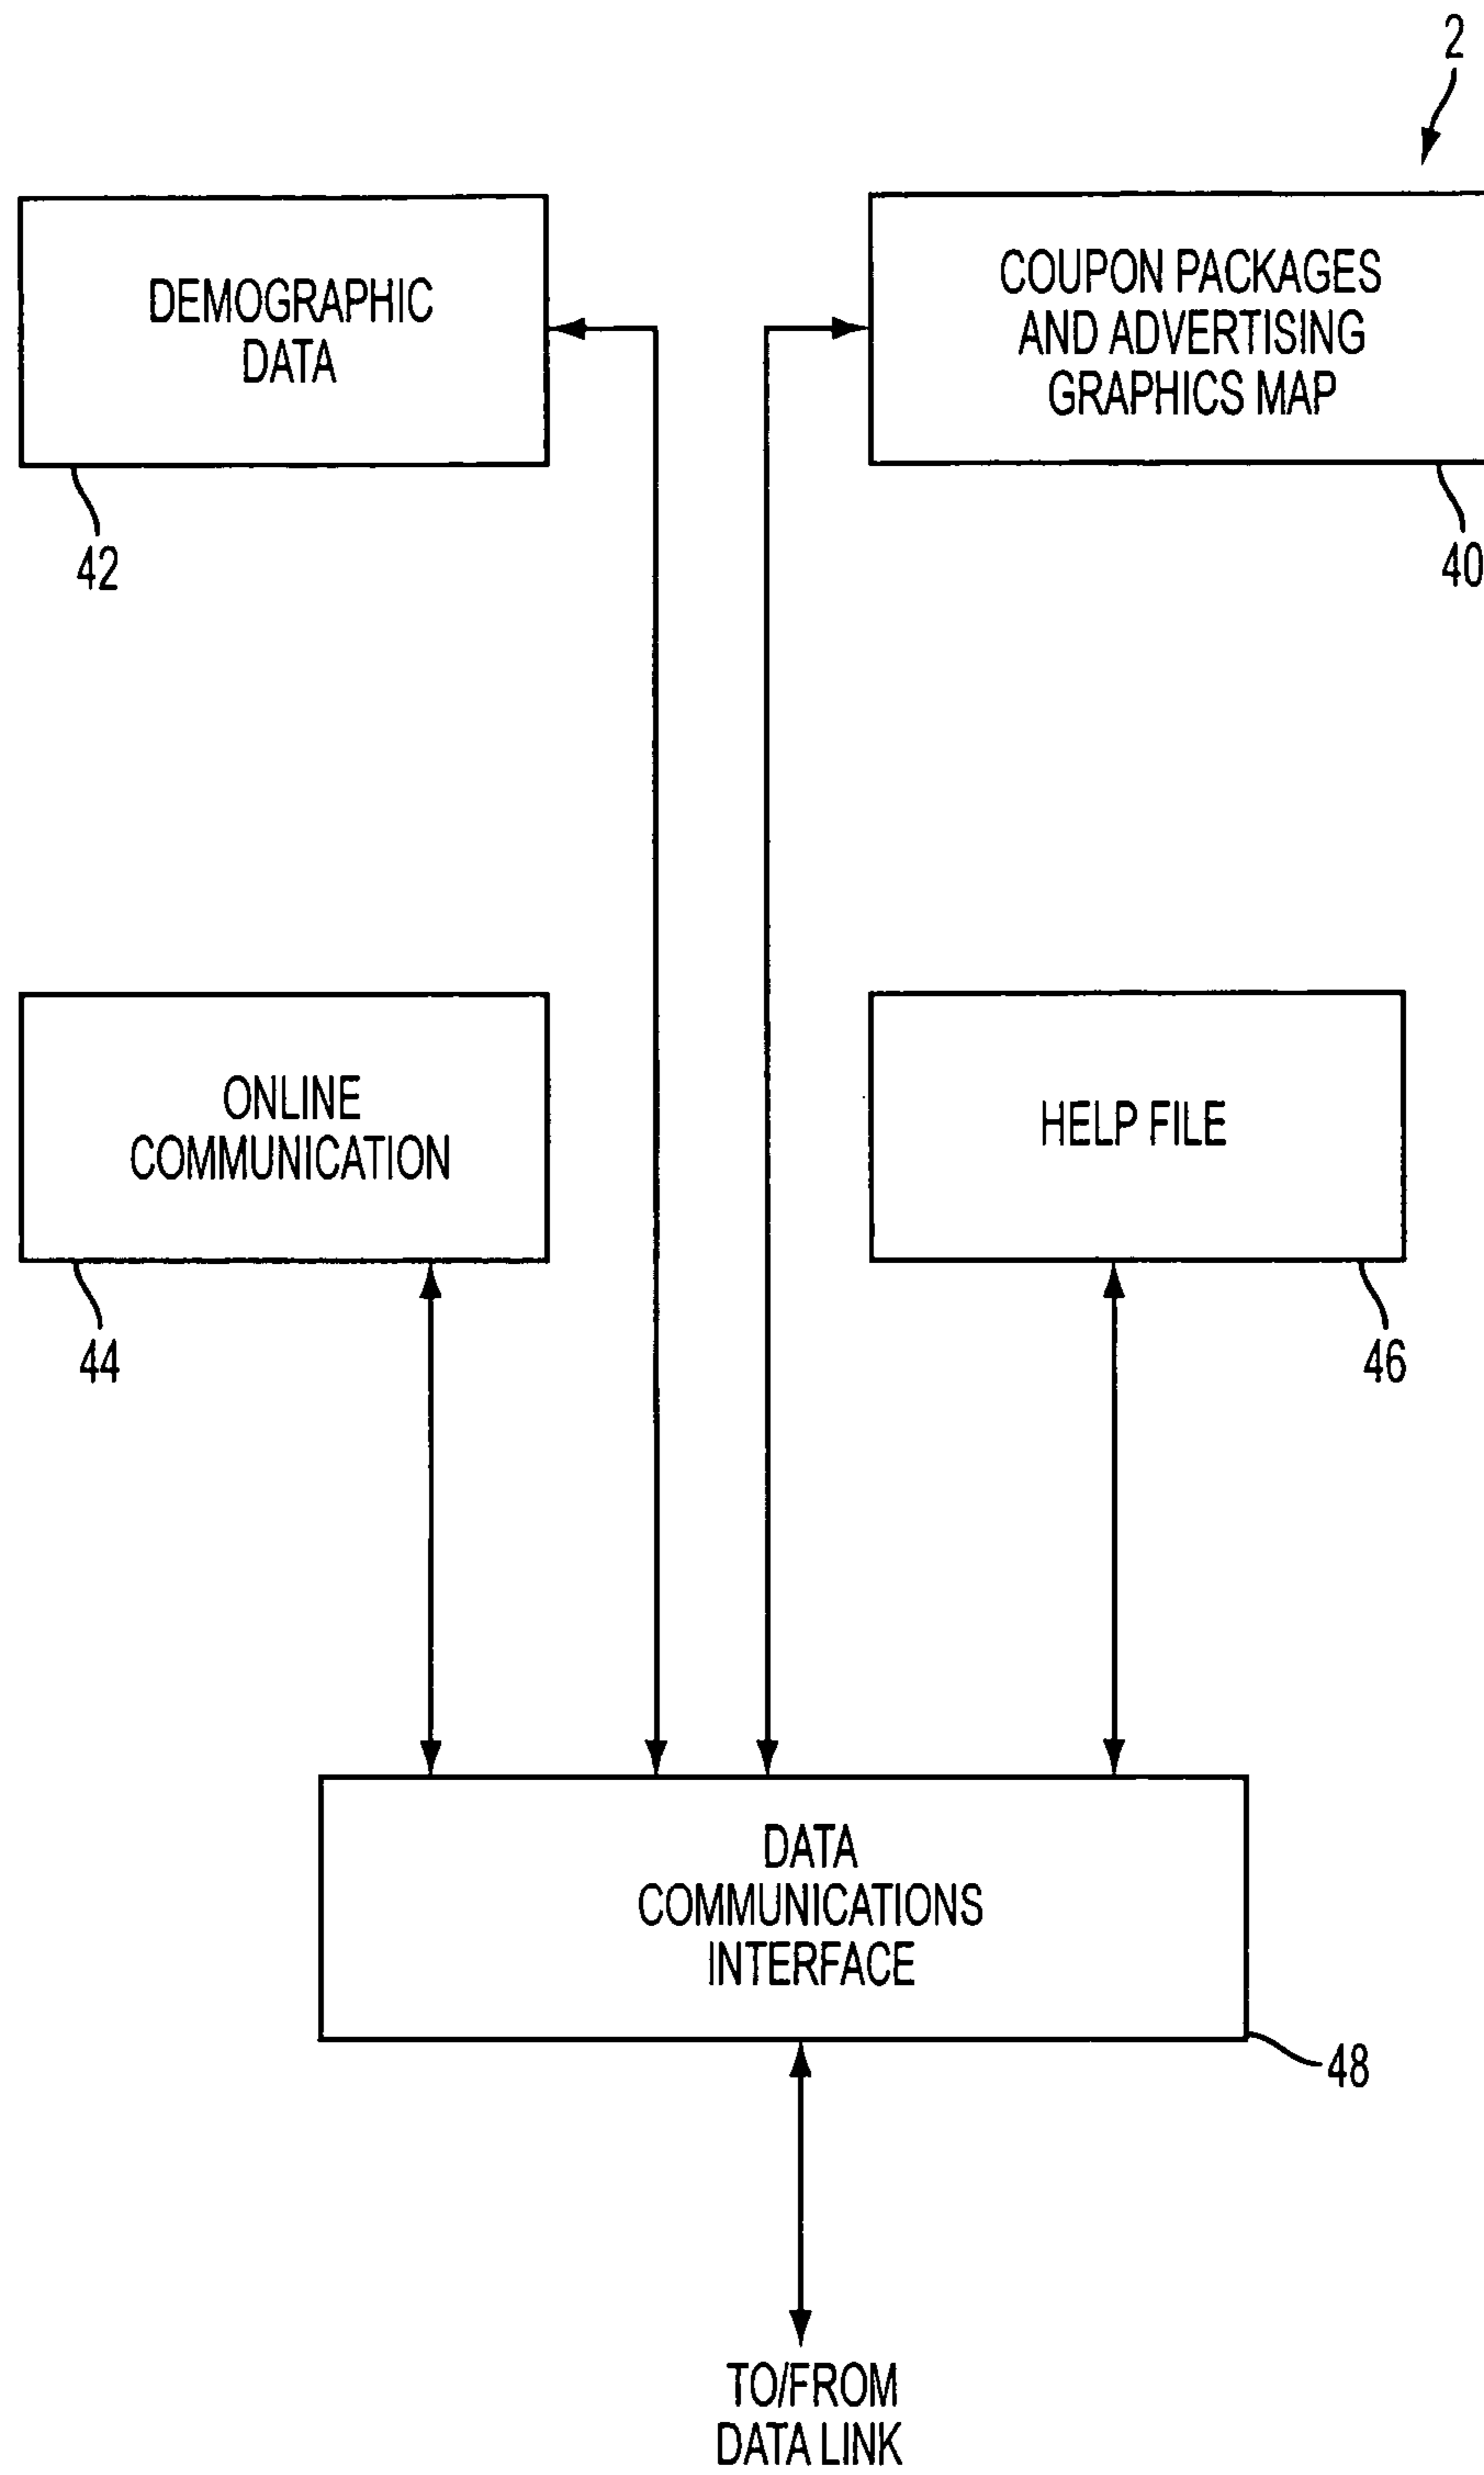 2
DEMOGRAPHIC
DATA
COUPON PACKAGES
AND ADVERTISING
GRAPHICS MAP
42
40
ONLINE
COMMUNICATION
HELP FILE
44
46
DATA
COMMUNICATIONS
INTERFACE
48
TO/FROM
DATA LINK